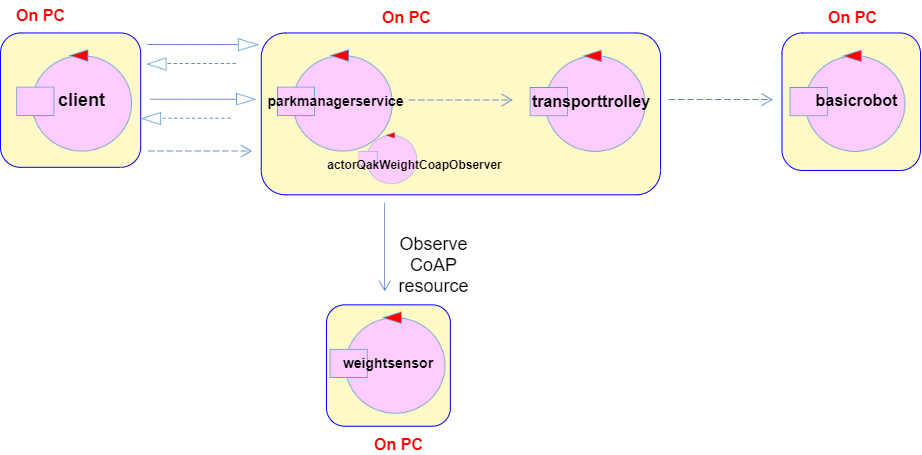 On PC
On PC
On PC
client
parkmanagerservice
transporttrolley
basicrobot
actorQakWeightCoapObserver
Observe
CoAP
resource
weightsensor
On PC